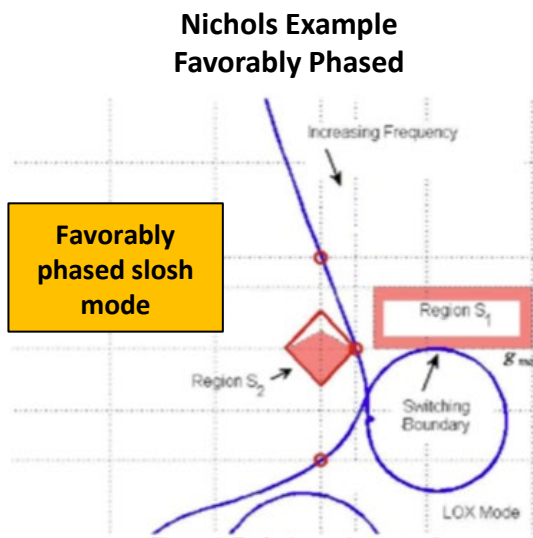 Nichols Example
Favorably Phased
Increasing Frequency
Favorably
phased slosh
mode
Region S1
Region S2
Switching
Boundary
LOX Mode